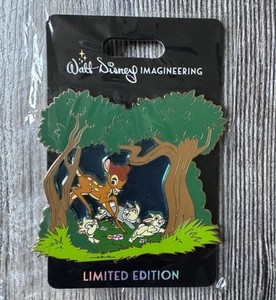 Walt Disney IMAGINEERING
LIMITED EDITION